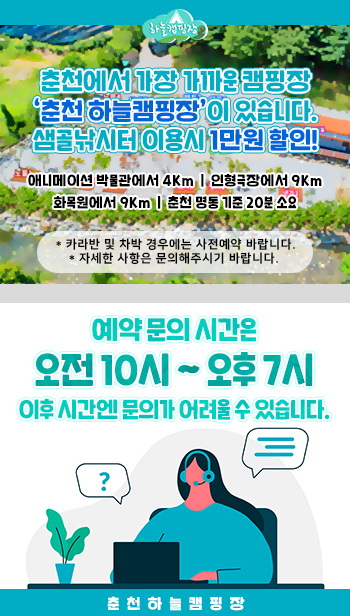 하늘캠핑장
춘천에서 가장 가까운 캠핑장
‘춘천 하늘캠핑장’이 있습니다.
샘골낚시터 이용시 1만원 할인!
애니메이션 박물관에서 4Km | 인형극장에서 9Km
화목원에서 9Km | 춘천 명동 기준 20분 소요
* 카라반 및 차박 경우에는 사전예약 바랍니다.
* 자세한 사항은 문의해주시기 바랍니다.
예약 문의 시간은
오전 10시 ~ 오후 7시
이후 시간엔 문의가 어려울 수 있습니다.
?
춘천하늘캠핑장